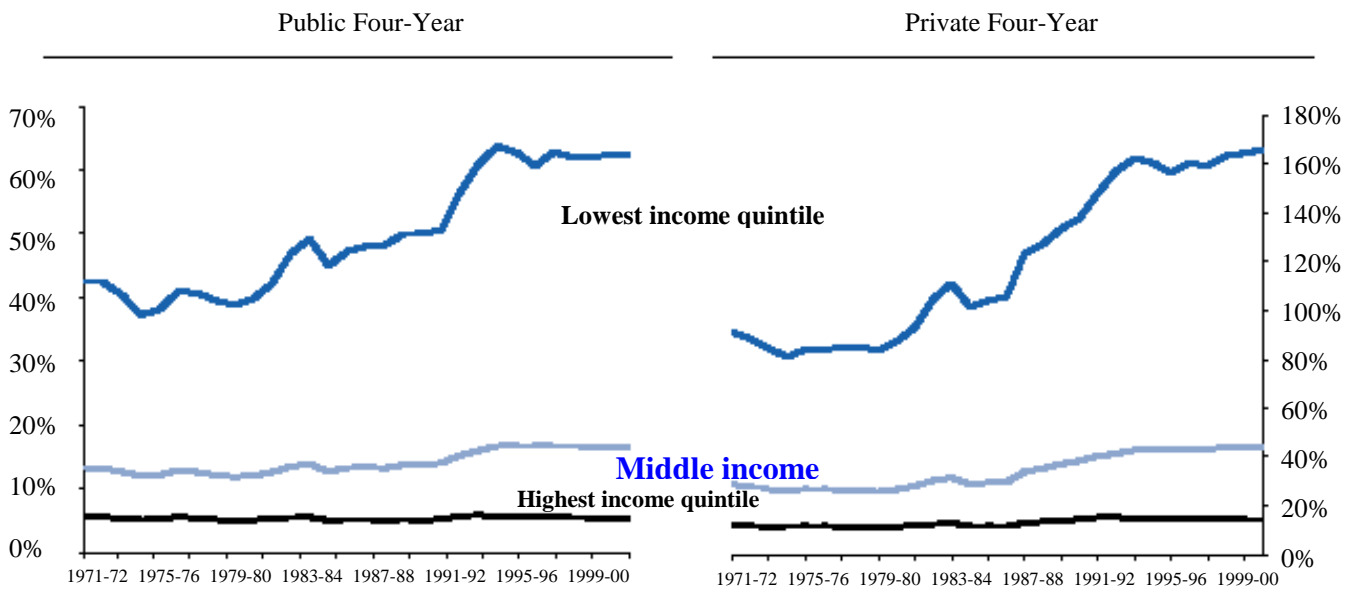 Public Four-Year
Private Four-Year
70%
60%
50%
40%
30%
20%
10%
0%
180%
160%
140%
120%
100%
80%
60%
40%
20%
0%
Lowest income quintile
Middle income
Highest income quintile
1971-72 1975-76 1979-80 1983-84 1987-88 1991-92 1995-96 1999-00
1971-72 1975-76 1979-80 1983-84 1987-88 1991-92 1995-96 1999-00